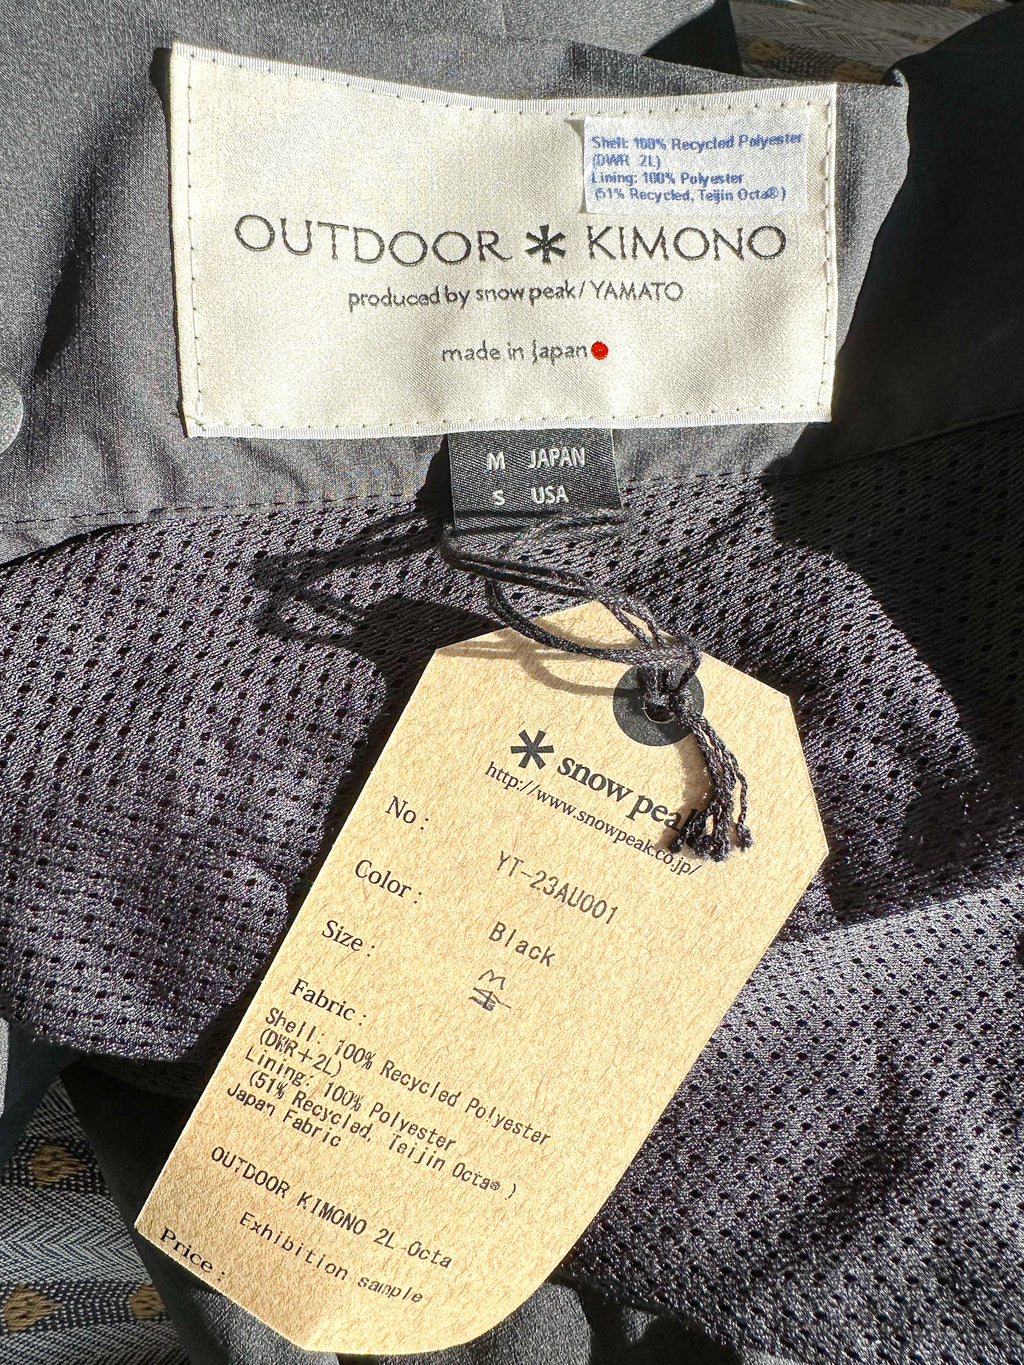 Shell: 100% Recycled Polyester
(DWR 2L)
Lining: 100% Polyester
(51% Recycled, Teijin Octa®)
OUTDOOR * KIMONO
produced by snow peak / YAMATO
made in Japan
M JAPAN
S USA
* snow peak
http://www.snowpeak.co.jp/
No : YT-23AU001
Color : Black
Size : M
Fabric :
Shell: 100% Recycled Polyester
(DWR+2L)
Lining: 100% Polyester
(51% Recycled, Teijin Octa® )
Japan Fabric
OUTDOOR KIMONO 2L Octa
Exhibition sample
Price :